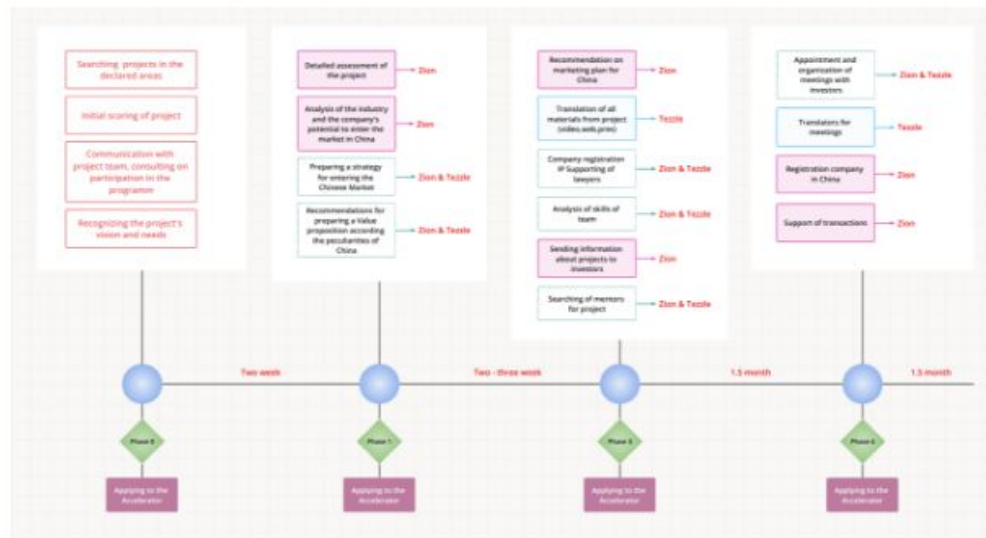 Searching projects in the
declared areas
Initial scoring of project
Communication with
project team, consulting on
participation in the
programme
Recognizing the project's
vision and needs
Detailed assessment of
the project
Zion
Analysis of the industry
and the company's
potential to enter the
market in China
Zion
Preparing a strategy
for entering the
Chinese Market
Zion & Tezzle
Recommendations for
preparing a Value
proposition according
the peculiarities of
China
Zion & Tezzle
Recommendation on
marketing plan for
China
Zion
Translation of all
materials from project
(video,web,print)
Tezzle
Company registration
IP Supporting of
lawyers
Zion & Tezzle
Analysis of skills of
team
Zion & Tezzle
Sending information
about projects to
investors
Zion
Searching of mentors
for project
Zion & Tezzle
Appointment and
organization of
meetings with
investors
Zion & Tezzle
Translators for
meetings
Tezzle
Registration company
in China
Zion
Support of transactions
Zion
Two week
Two - three week
1.5 month
1.5 month
Phase 0
Phase 1
Phase
Phase
Applying to the
Accelerator
Applying to the
Accelerator
Applying to the
Accelerator
Applying to the
Accelerator